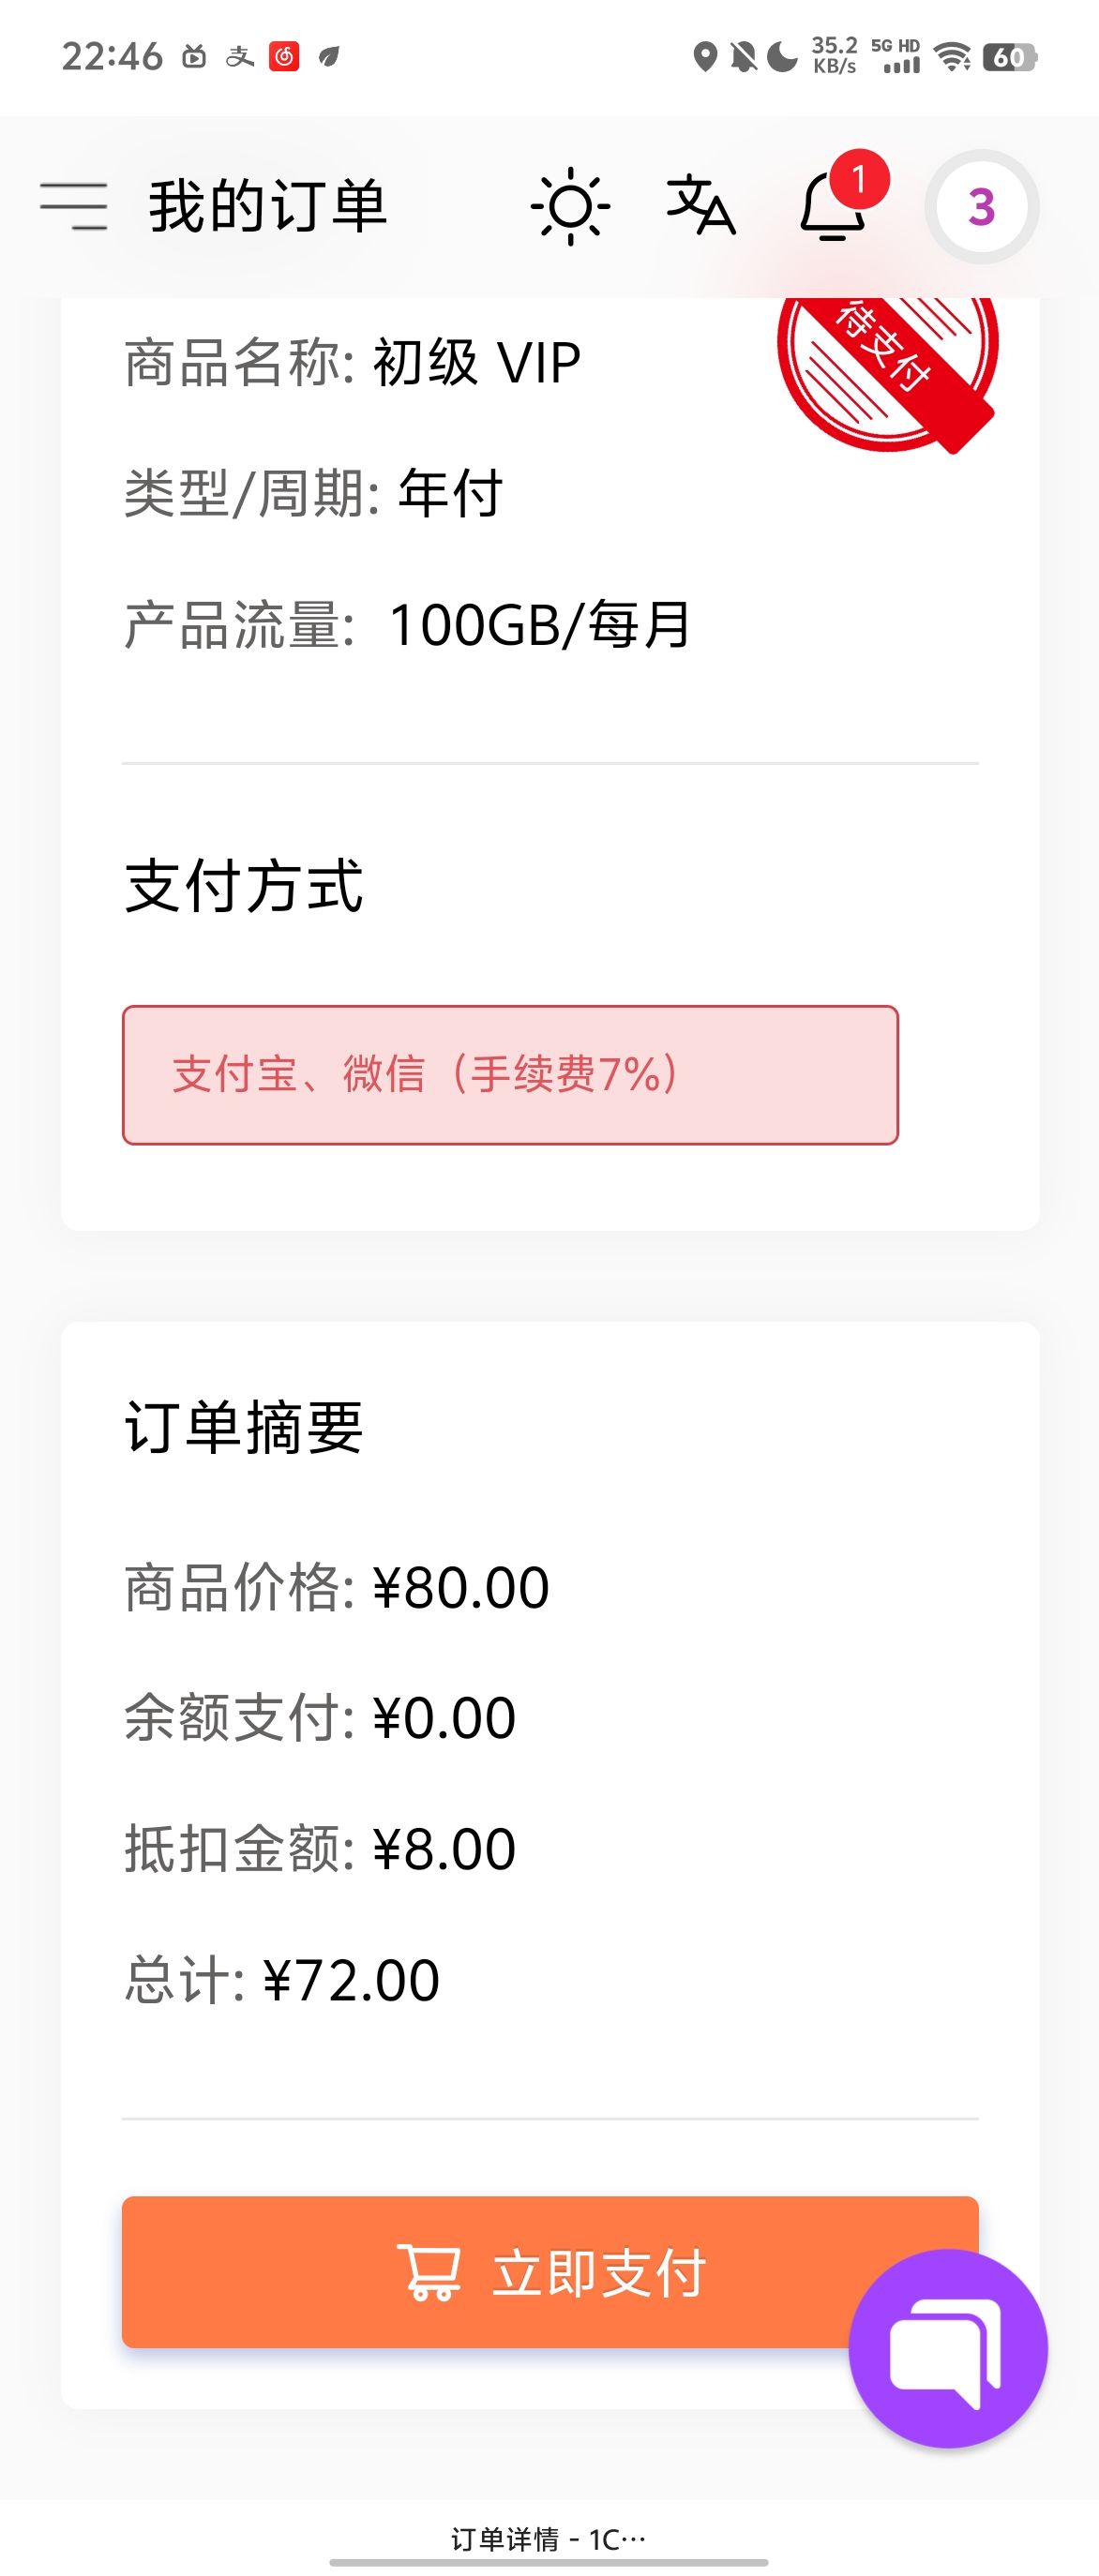 22:46 支 35.2 KB/s 5G HD 60
我的订单 文A 1 3
待支付
商品名称: 初级 VIP
类型/周期: 年付
产品流量: 100GB/每月
支付方式
支付宝、微信（手续费7%）
订单摘要
商品价格: ¥80.00
余额支付: ¥0.00
抵扣金额: ¥8.00
总计: ¥72.00
立即支付
订单详情 - 1C…